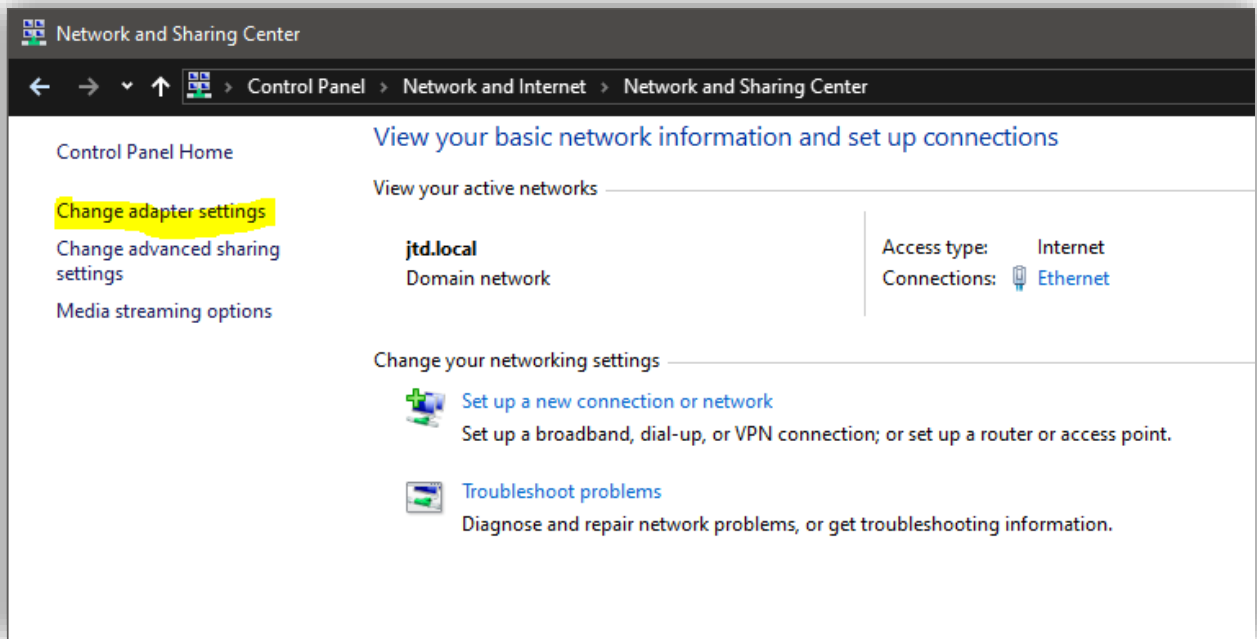 Network and Sharing Center
Control Panel > Network and Internet > Network and Sharing Center
Control Panel Home
Change adapter settings
Change advanced sharing
settings
Media streaming options
View your basic network information and set up connections
View your active networks
jtd.local
Domain network
Access type: Internet
Connections: Ethernet
Change your networking settings
Set up a new connection or network
Set up a broadband, dial-up, or VPN connection; or set up a router or access point.
Troubleshoot problems
Diagnose and repair network problems, or get troubleshooting information.